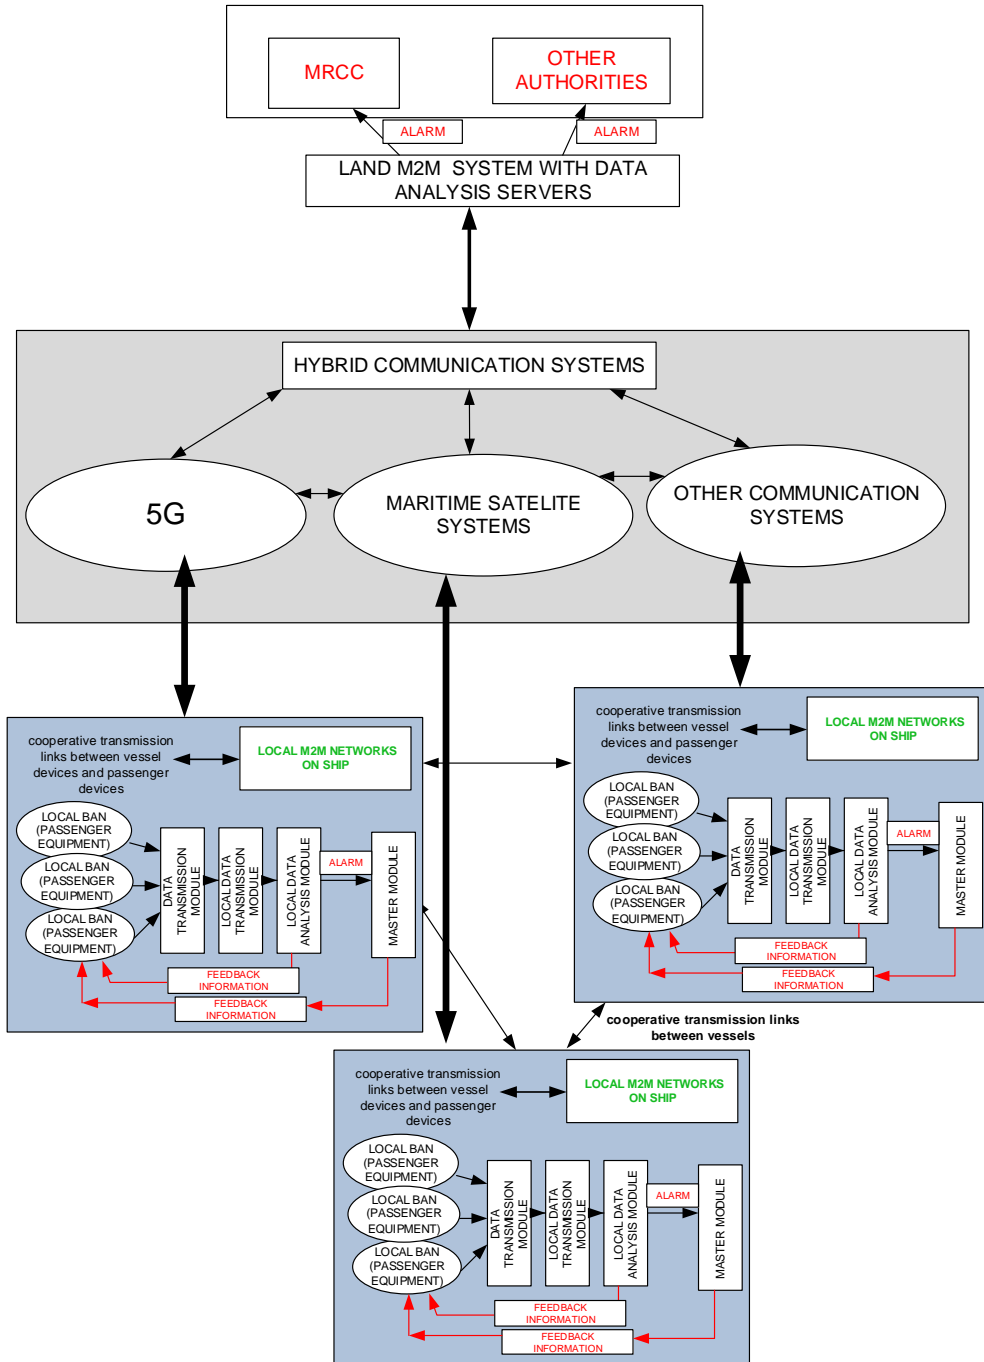 MRCC
OTHER
AUTHORITIES
ALARM
ALARM
LAND M2M SYSTEM WITH DATA
ANALYSIS SERVERS
HYBRID COMMUNICATION SYSTEMS
5G
MARITIME SATELITE
SYSTEMS
OTHER COMMUNICATION
SYSTEMS
cooperative transmission
links between vessel
devices and passenger
devices
LOCAL M2M NETWORKS
ON SHIP
LOCAL BAN
(PASSENGER
EQUIPMENT)
LOCAL BAN
(PASSENGER
EQUIPMENT)
LOCAL BAN
(PASSENGER
EQUIPMENT)
DATA
TRANSMISSION
MODULE
LOCAL DATA
TRANSMISSION
MODULE
LOCAL DATA
ANALYSIS MODULE
ALARM
MASTER MODULE
FEEDBACK
INFORMATION
FEEDBACK
INFORMATION
cooperative transmission
links between vessel
devices and passenger
devices
LOCAL M2M NETWORKS
ON SHIP
LOCAL BAN
(PASSENGER
EQUIPMENT)
LOCAL BAN
(PASSENGER
EQUIPMENT)
LOCAL BAN
(PASSENGER
EQUIPMENT)
DATA
TRANSMISSION
MODULE
LOCAL DATA
TRANSMISSION
MODULE
LOCAL DATA
ANALYSIS MODULE
ALARM
MASTER MODULE
FEEDBACK
INFORMATION
FEEDBACK
INFORMATION
cooperative transmission links
between vessels
cooperative transmission
links between vessel
devices and passenger
devices
LOCAL M2M NETWORKS
ON SHIP
LOCAL BAN
(PASSENGER
EQUIPMENT)
LOCAL BAN
(PASSENGER
EQUIPMENT)
LOCAL BAN
(PASSENGER
EQUIPMENT)
DATA
TRANSMISSION
MODULE
LOCAL DATA
TRANSMISSION
MODULE
LOCAL DATA
ANALYSIS MODULE
ALARM
MASTER MODULE
FEEDBACK
INFORMATION
FEEDBACK
INFORMATION